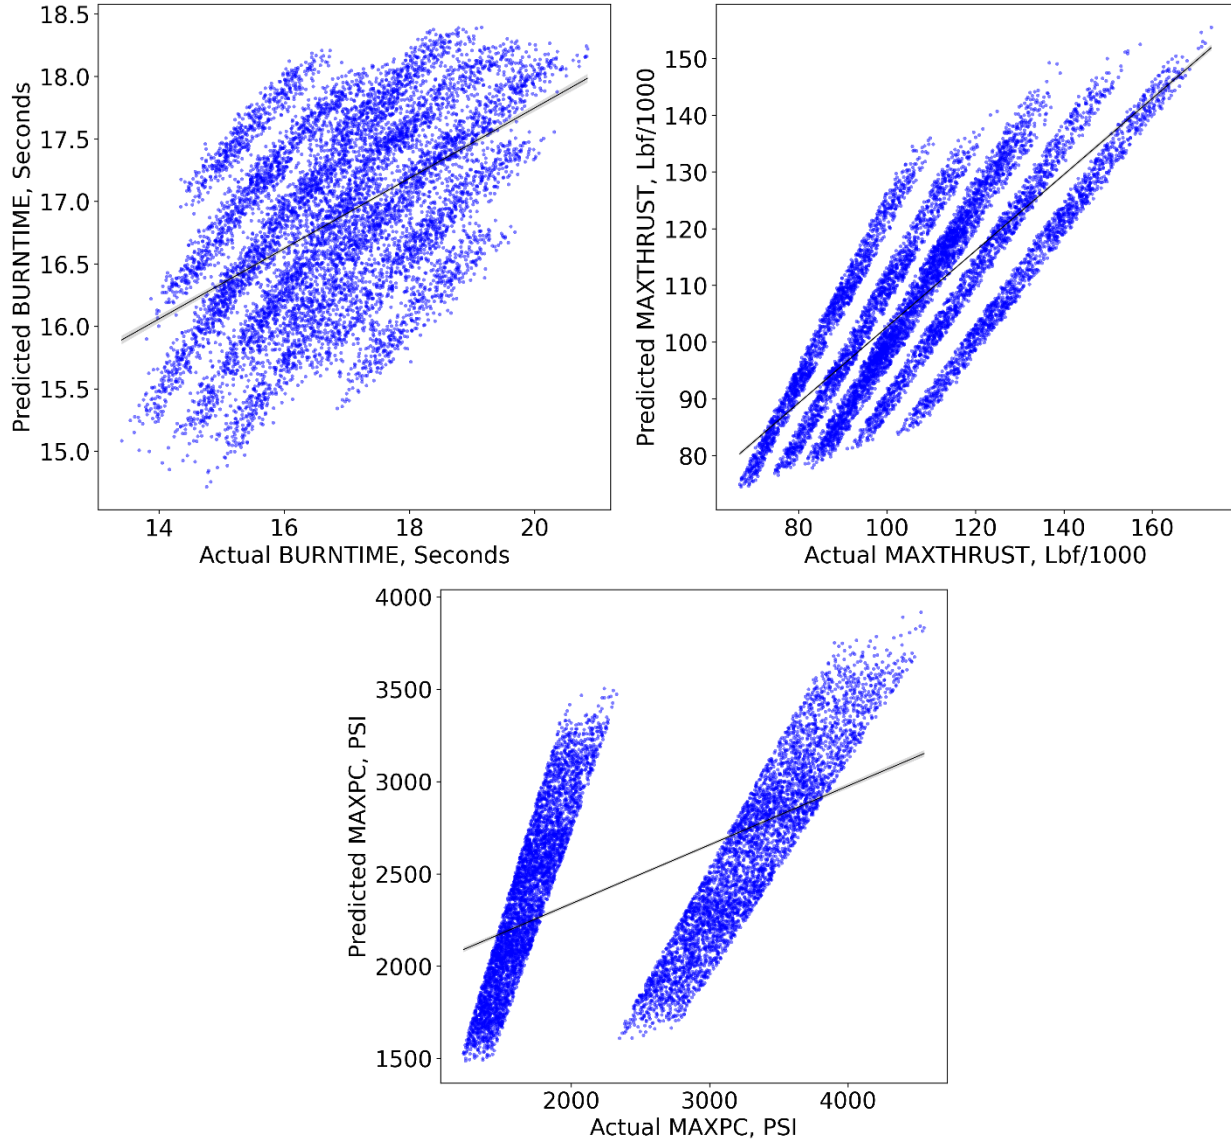 18.5
18.0
17.5
17.0
16.5
16.0
15.5
15.0
Predicted BURNTIME, Seconds
14 16 18 20
Actual BURNTIME, Seconds
150
140
130
120
110
100
90
80
Predicted MAXTHRUST, Lbf/1000
80 100 120 140 160
Actual MAXTHRUST, Lbf/1000
4000
3500
3000
2500
2000
1500
Predicted MAXPC, PSI
2000 3000 4000
Actual MAXPC, PSI